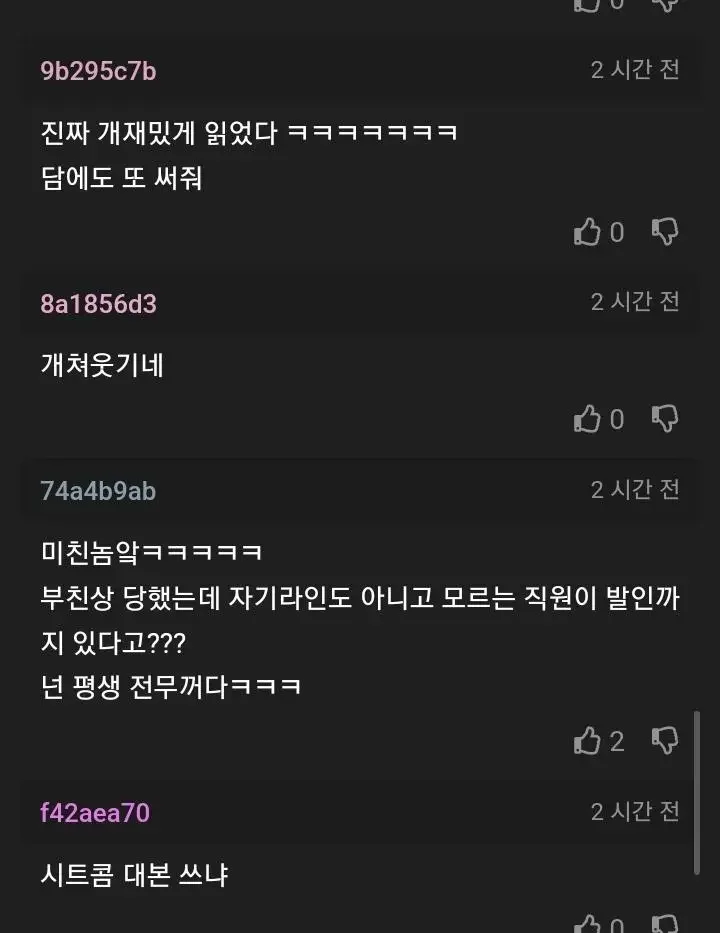 0
9b295c7b
2 시간 전
진짜 개재밌게 읽었다 ㅋㅋㅋㅋㅋㅋㅋ
담에도 또 써줘
0
8a1856d3
2 시간 전
개쳐웃기네
0
74a4b9ab
2 시간 전
미친놈앜ㅋㅋㅋㅋㅋ
부친상 당했는데 자기라인도 아니고 모르는 직원이 발인까
지 있다고???
넌 평생 전무꺼다ㅋㅋㅋ
2
f42aea70
2 시간 전
시트콤 대본 쓰냐
0